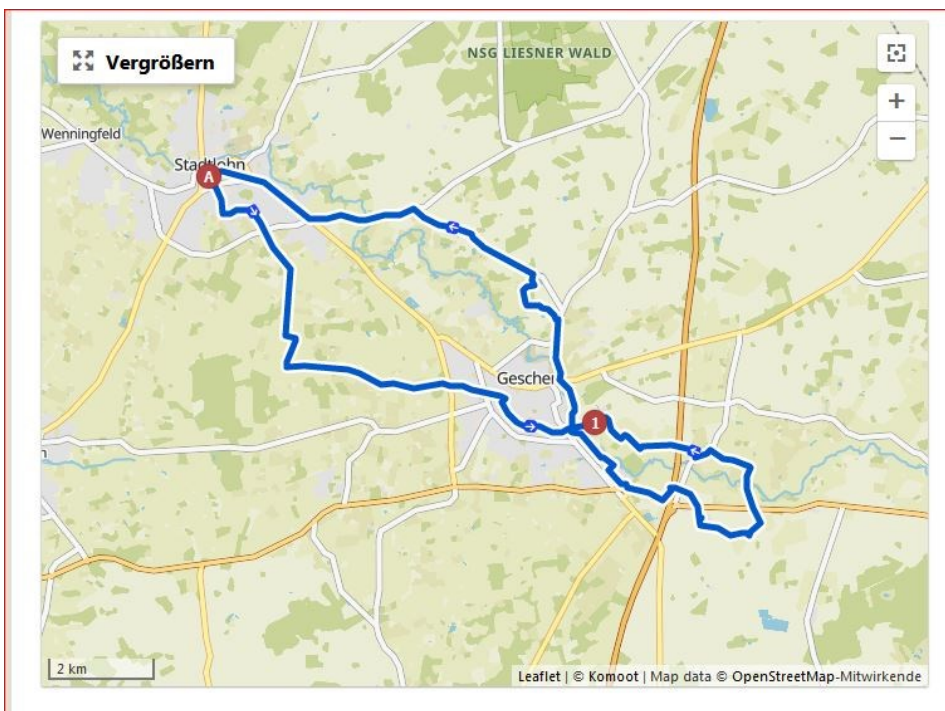 Vergrößern
NSG LIESNER WALD
+
−
Wenningfeld
Stadtlohn
A
Gescher
1
2 km
Leaflet | © Komoot | Map data © OpenStreetMap-Mitwirkende